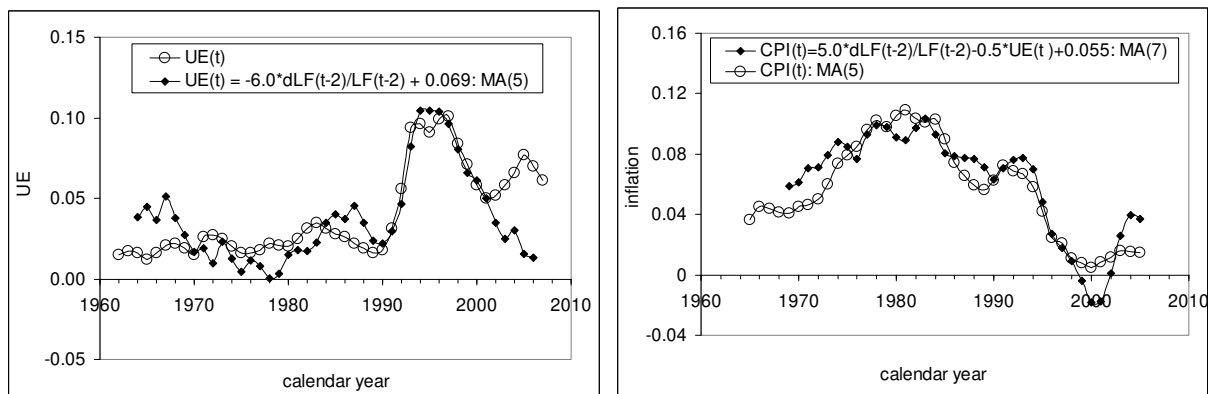 0.15
UE(t)
UE(t) = -6.0*dLF(t-2)/LF(t-2) + 0.069: MA(5)
0.10
UE
0.05
0.00
1960 1970 1980 1990 2000 2010
-0.05
calendar year
0.16
CPI(t)=5.0*dLF(t-2)/LF(t-2)-0.5*UE(t )+0.055: MA(7)
CPI(t): MA(5)
0.12
inflation
0.08
0.04
0
1960 1970 1980 1990 2000 2010
-0.04
calendar year